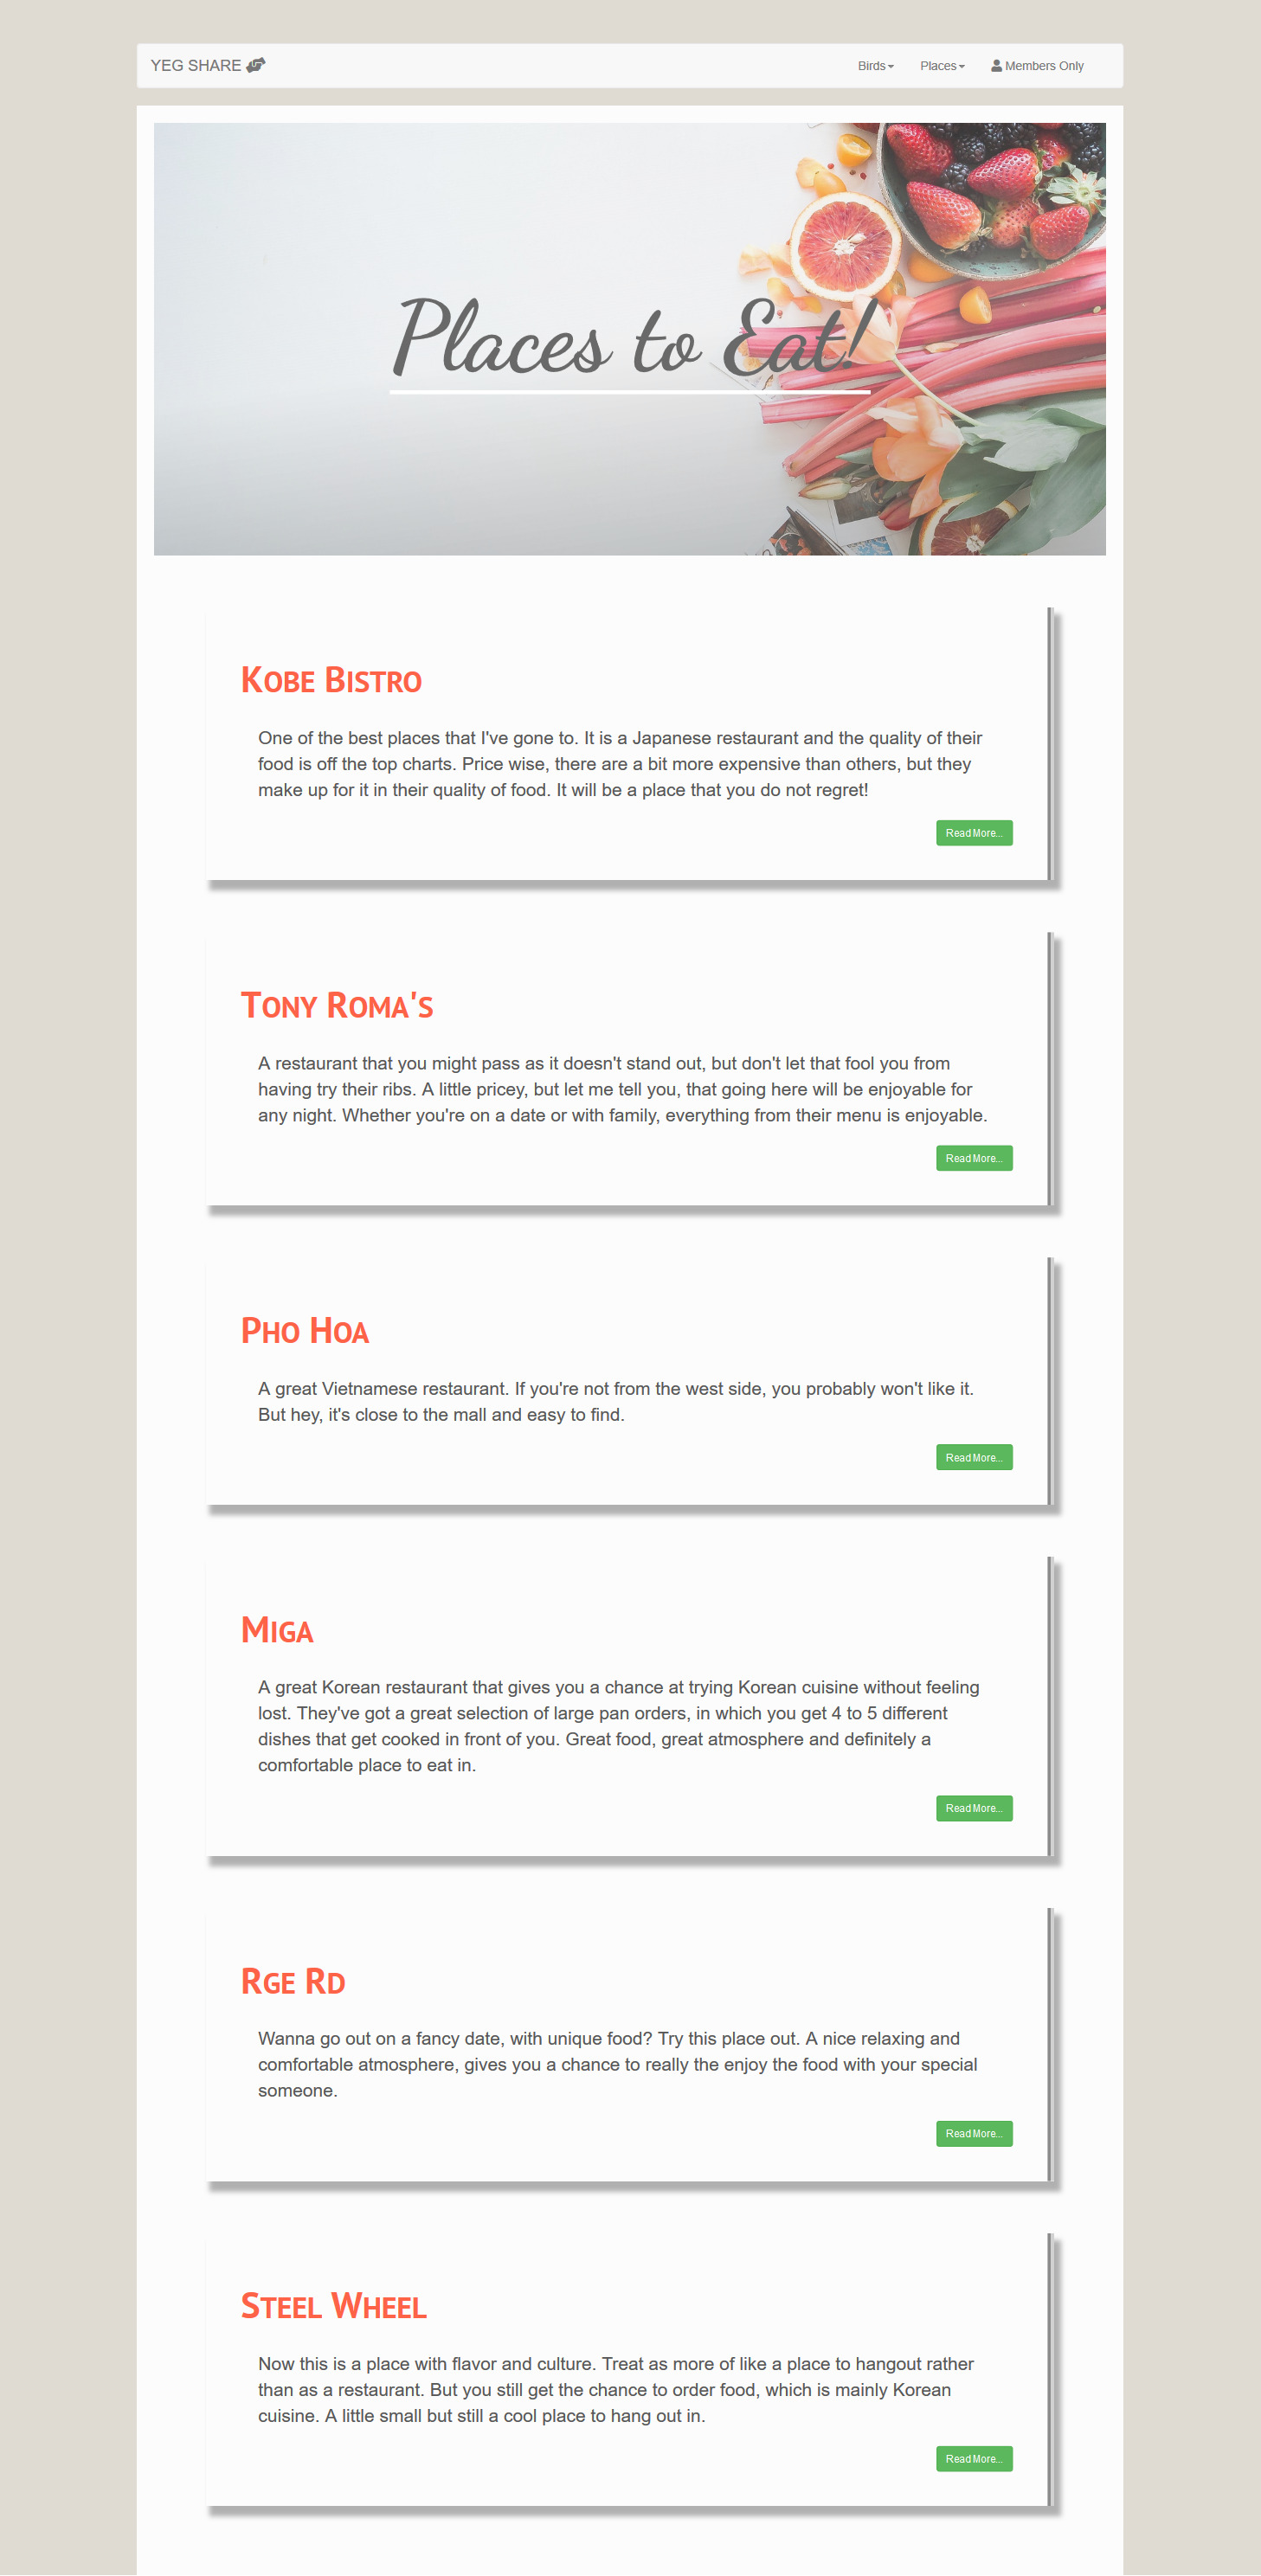 YEG SHARE
Birds
Places
Members Only
Places to Eat!
Kobe Bistro
One of the best places that I've gone to. It is a Japanese restaurant and the quality of their
food is off the top charts. Price wise, there are a bit more expensive than others, but they
make up for it in their quality of food. It will be a place that you do not regret!
Read More...
Tony Roma's
A restaurant that you might pass as it doesn't stand out, but don't let that fool you from
having try their ribs. A little pricey, but let me tell you, that going here will be enjoyable for
any night. Whether you're on a date or with family, everything from their menu is enjoyable.
Read More...
Pho Hoa
A great Vietnamese restaurant. If you're not from the west side, you probably won't like it.
But hey, it's close to the mall and easy to find.
Read More...
Miga
A great Korean restaurant that gives you a chance at trying Korean cuisine without feeling
lost. They've got a great selection of large pan orders, in which you get 4 to 5 different
dishes that get cooked in front of you. Great food, great atmosphere and definitely a
comfortable place to eat in.
Read More...
Rge Rd
Wanna go out on a fancy date, with unique food? Try this place out. A nice relaxing and
comfortable atmosphere, gives you a chance to really the enjoy the food with your special
someone.
Read More...
Steel Wheel
Now this is a place with flavor and culture. Treat as more of like a place to hangout rather
than as a restaurant. But you still get the chance to order food, which is mainly Korean
cuisine. A little small but still a cool place to hang out in.
Read More...